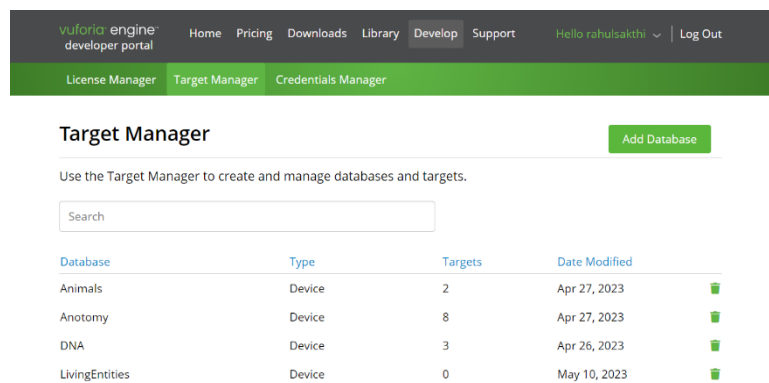 vuforia engine™ Home Pricing Downloads Library Develop Support Hello rahulsakthi Log Out
developer portal
License Manager Target Manager Credentials Manager
Target Manager Add Database
Use the Target Manager to create and manage databases and targets.
Search
Database Type Targets Date Modified
Animals Device 2 Apr 27, 2023
Anotomy Device 8 Apr 27, 2023
DNA Device 3 Apr 26, 2023
LivingEntities Device 0 May 10, 2023